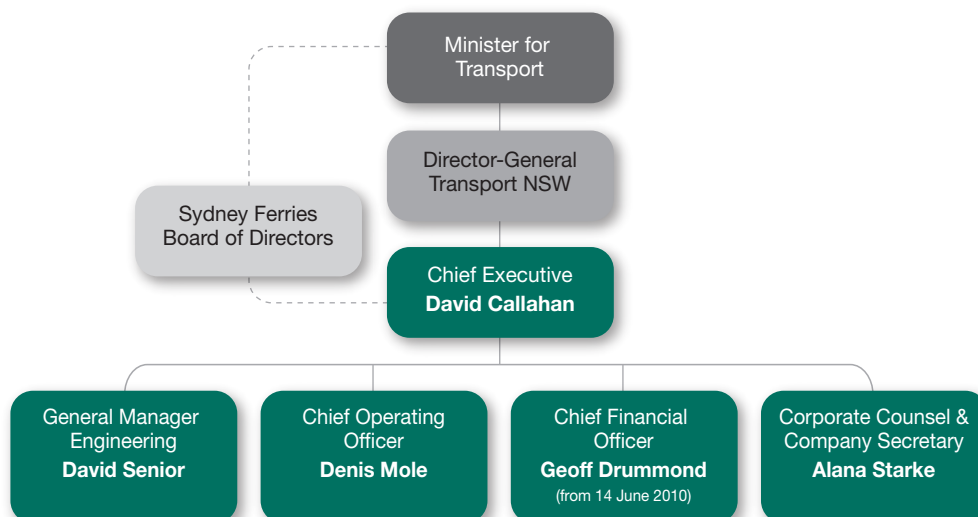 Minister for
Transport
Director-General
Transport NSW
Sydney Ferries
Board of Directors
Chief Executive
David Callahan
General Manager
Engineering
David Senior
Chief Operating
Officer
Denis Mole
Chief Financial
Officer
Geoff Drummond
(from 14 June 2010)
Corporate Counsel &
Company Secretary
Alana Starke